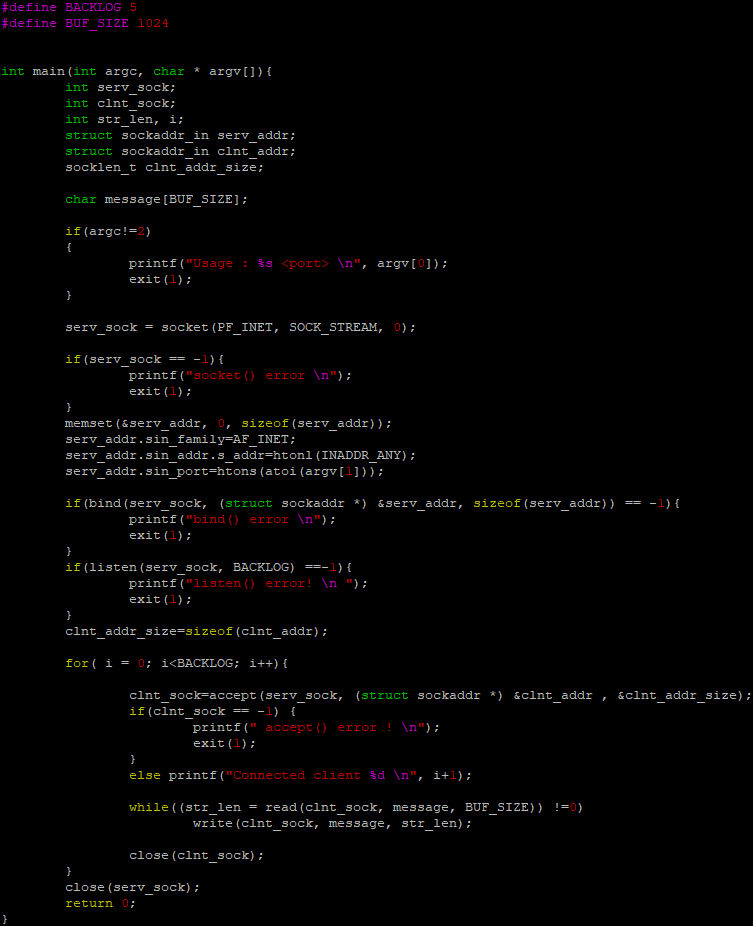 #define BACKLOG 5
#define BUF_SIZE 1024
int main(int argc, char * argv[]){
int serv_sock;
int clnt_sock;
int str_len, i;
struct sockaddr_in serv_addr;
struct sockaddr_in clnt_addr;
socklen_t clnt_addr_size;
char message[BUF_SIZE];
if(argc!=2)
{
printf("Usage : %s <port> \n", argv[0]);
exit(1);
}
serv_sock = socket(PF_INET, SOCK_STREAM, 0);
if(serv_sock == -1){
printf("socket() error \n");
exit(1);
}
memset(&serv_addr, 0, sizeof(serv_addr));
serv_addr.sin_family=AF_INET;
serv_addr.sin_addr.s_addr=htonl(INADDR_ANY);
serv_addr.sin_port=htons(atoi(argv[1]));
if(bind(serv_sock, (struct sockaddr *) &serv_addr, sizeof(serv_addr)) == -1){
printf("bind() error \n");
exit(1);
}
if(listen(serv_sock, BACKLOG) ==-1){
printf("listen() error! \n ");
exit(1);
}
clnt_addr_size=sizeof(clnt_addr);
for( i = 0; i<BACKLOG; i++){
clnt_sock=accept(serv_sock, (struct sockaddr *) &clnt_addr , &clnt_addr_size);
if(clnt_sock == -1) {
printf(" accept() error ! \n");
exit(1);
}
else printf("Connected client %d \n", i+1);
while((str_len = read(clnt_sock, message, BUF_SIZE)) !=0)
write(clnt_sock, message, str_len);
close(clnt_sock);
}
close(serv_sock);
return 0;
}